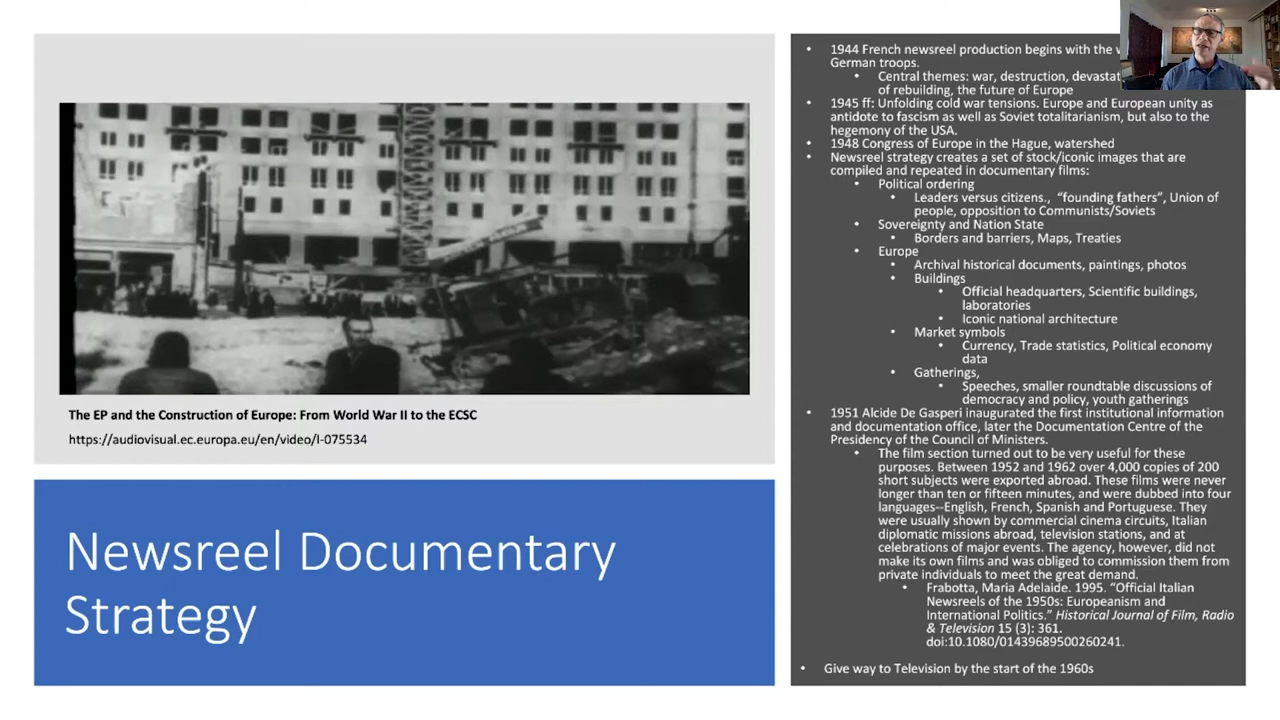 The EP and the Construction of Europe: From World War II to the ECSC
https://audiovisual.ec.europa.eu/en/video/I-075534
Newsreel Documentary
Strategy
• 1944 French newsreel production begins with the
German troops.
• Central themes: war, destruction,
of rebuilding, the future of Europe
• 1945 ff: Unfolding cold war tensions. Europe and European unity as
antidote to fascism as well as Soviet totalitarianism, but also to the
hegemony of the USA.
• 1948 Congress of Europe in the Hague, watershed
• Newsreel strategy creates a set of stock/iconic images that are
compiled and repeated in documentary films:
• Political ordering
• Leaders versus citizens., “founding fathers”, Union of
people, opposition to Communists/Soviets
• Sovereignty and Nation State
• Borders and barriers, Maps, Treaties
• Europe
• Archival historical documents, paintings, photos
• Buildings
• Official headquarters, Scientific buildings,
laboratories
• Iconic national architecture
• Market symbols
• Currency, Trade statistics, Political economy
data
• Gatherings,
• Speeches, smaller roundtable discussions of
democracy and policy, youth gatherings
• 1951 Alcide De Gasperi inaugurated the first institutional information
and documentation office, later the Documentation Centre of the
Presidency of the Council of Ministers.
• The film section turned out to be very useful for these
purposes. Between 1952 and 1962 over 4,000 copies of 200
short subjects were exported abroad. These films were never
longer than ten or fifteen minutes, and were dubbed into four
languages--English, French, Spanish and Portuguese. They
were usually shown by commercial cinema circuits, Italian
diplomatic missions abroad, television stations, and at
celebrations of major events. The agency, however, did not
make its own films and was obliged to commission them from
private individuals to meet the great demand.
• Frabotta, Maria Adelaide. 1995. “Official Italian
Newsreels of the 1950s: Europeanism and
International Politics.” Historical Journal of Film, Radio
& Television 15 (3): 361.
doi:10.1080/01439689500260241.
• Give way to Television by the start of the 1960s